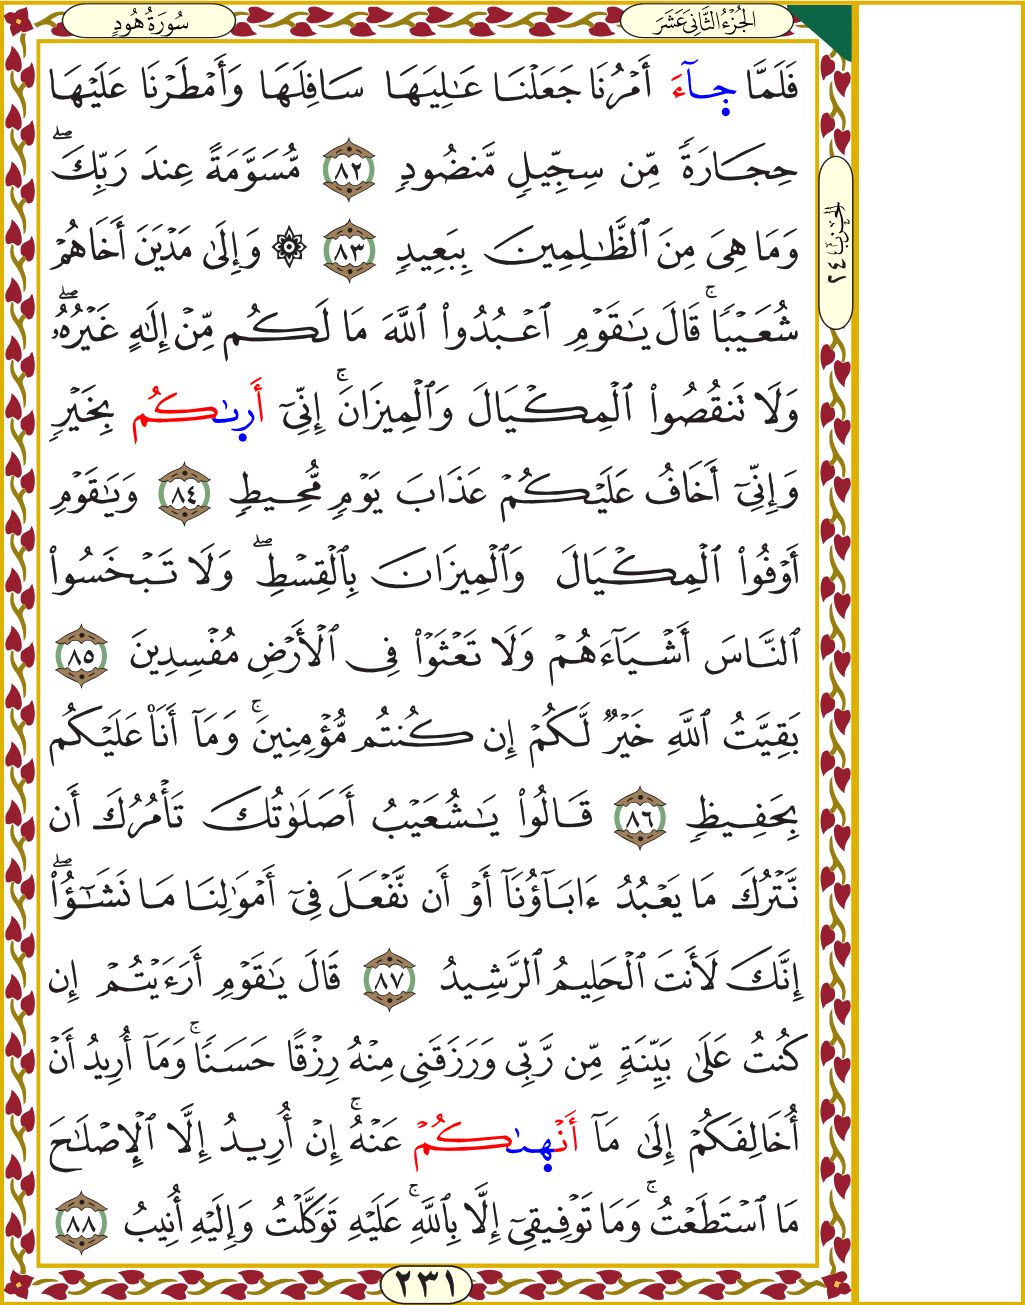 سُورَةُ هُودٍ
الجُزْءُ الثَّانِيَ عَشَرَ
فَلَمَّا جِآءَ أَمْرُنَا جَعَلْنَا عَٰلِيَهَا سَافِلَهَا وَأَمْطَرْنَا عَلَيْهَا
حِجَارَةً مِّن سِجِّيلٍ مَّنضُودٍ ٨٢ مُّسَوَّمَةً عِندَ رَبِّكَۖ
وَمَا هِىَ مِنَ ٱلظَّٰلِمِينَ بِبَعِيدٍ ٨٣ ۞ وَإِلَىٰ مَدْيَنَ أَخَاهُمْ
شُعَيْبًاۚ قَالَ يَٰقَوْمِ ٱعْبُدُوا۟ ٱللَّهَ مَا لَكُم مِّنْ إِلَٰهٍ غَيْرُهُۥۖ
وَلَا تَنقُصُوا۟ ٱلْمِكْيَالَ وَٱلْمِيزَانَۚ إِنِّىٓ أَرِىٰكُم بِخَيْرٍ
وَإِنِّىٓ أَخَافُ عَلَيْكُمْ عَذَابَ يَوْمٍ مُّحِيطٍ ٨٤ وَيَٰقَوْمِ
أَوْفُوا۟ ٱلْمِكْيَالَ وَٱلْمِيزَانَ بِٱلْقِسْطِۖ وَلَا تَبْخَسُوا۟
ٱلنَّاسَ أَشْيَآءَهُمْ وَلَا تَعْثَوْا۟ فِى ٱلْأَرْضِ مُفْسِدِينَ ٨٥
بَقِيَّتُ ٱللَّهِ خَيْرٌ لَّكُمْ إِن كُنتُم مُّؤْمِنِينَۚ وَمَآ أَنَا۠ عَلَيْكُم
بِحَفِيظٍ ٨٦ قَالُوا۟ يَٰشُعَيْبُ أَصَلَوٰتُكَ تَأْمُرُكَ أَن
نَّتْرُكَ مَا يَعْبُدُ ءَابَآؤُنَآ أَوْ أَن نَّفْعَلَ فِىٓ أَمْوَٰلِنَا مَا نَشَٰٓؤُا۟ۖ
إِنَّكَ لَأَنتَ ٱلْحَلِيمُ ٱلرَّشِيدُ ٨٧ قَالَ يَٰقَوْمِ أَرَءَيْتُمْ إِن
كُنتُ عَلَىٰ بَيِّنَةٍ مِّن رَّبِّى وَرَزَقَنِى مِنْهُ رِزْقًا حَسَنًاۚ وَمَآ أُرِيدُ أَنْ
أُخَالِفَكُمْ إِلَىٰ مَآ أَنْهِىٰكُمْ عَنْهُۚ إِنْ أُرِيدُ إِلَّا ٱلْإِصْلَٰحَ
مَا ٱسْتَطَعْتُۚ وَمَا تَوْفِيقِىٓ إِلَّا بِٱللَّهِۚ عَلَيْهِ تَوَكَّلْتُ وَإِلَيْهِ أُنِيبُ ٨٨
الحزب ٢٤
٢٣١